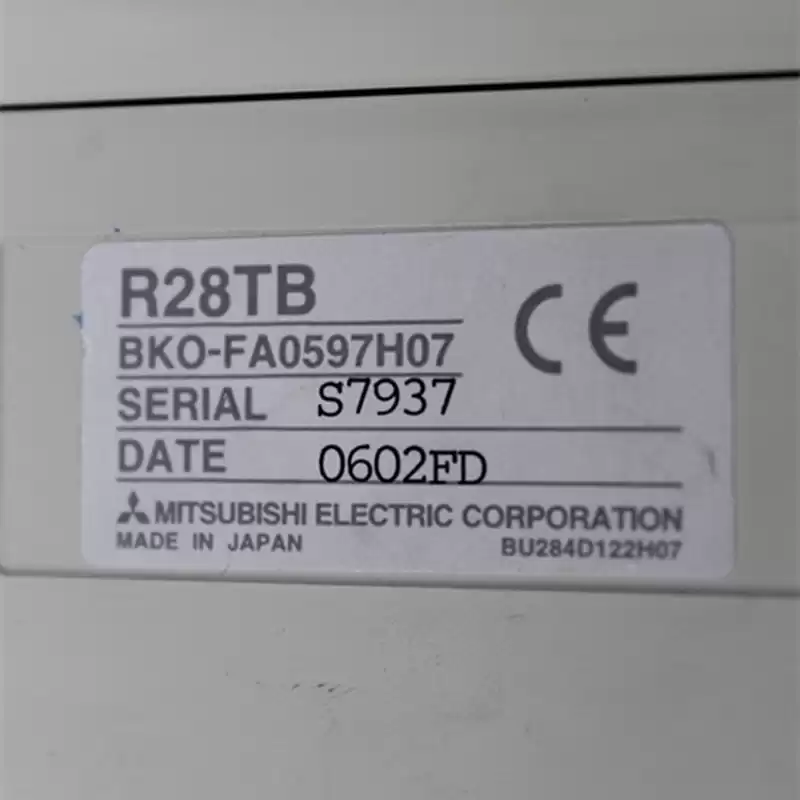 R28TB
CE
BKO-FA0597H07
SERIAL S7937
DATE 0602FD
MITSUBISHI ELECTRIC CORPORATION
MADE IN JAPAN BU284D122H07